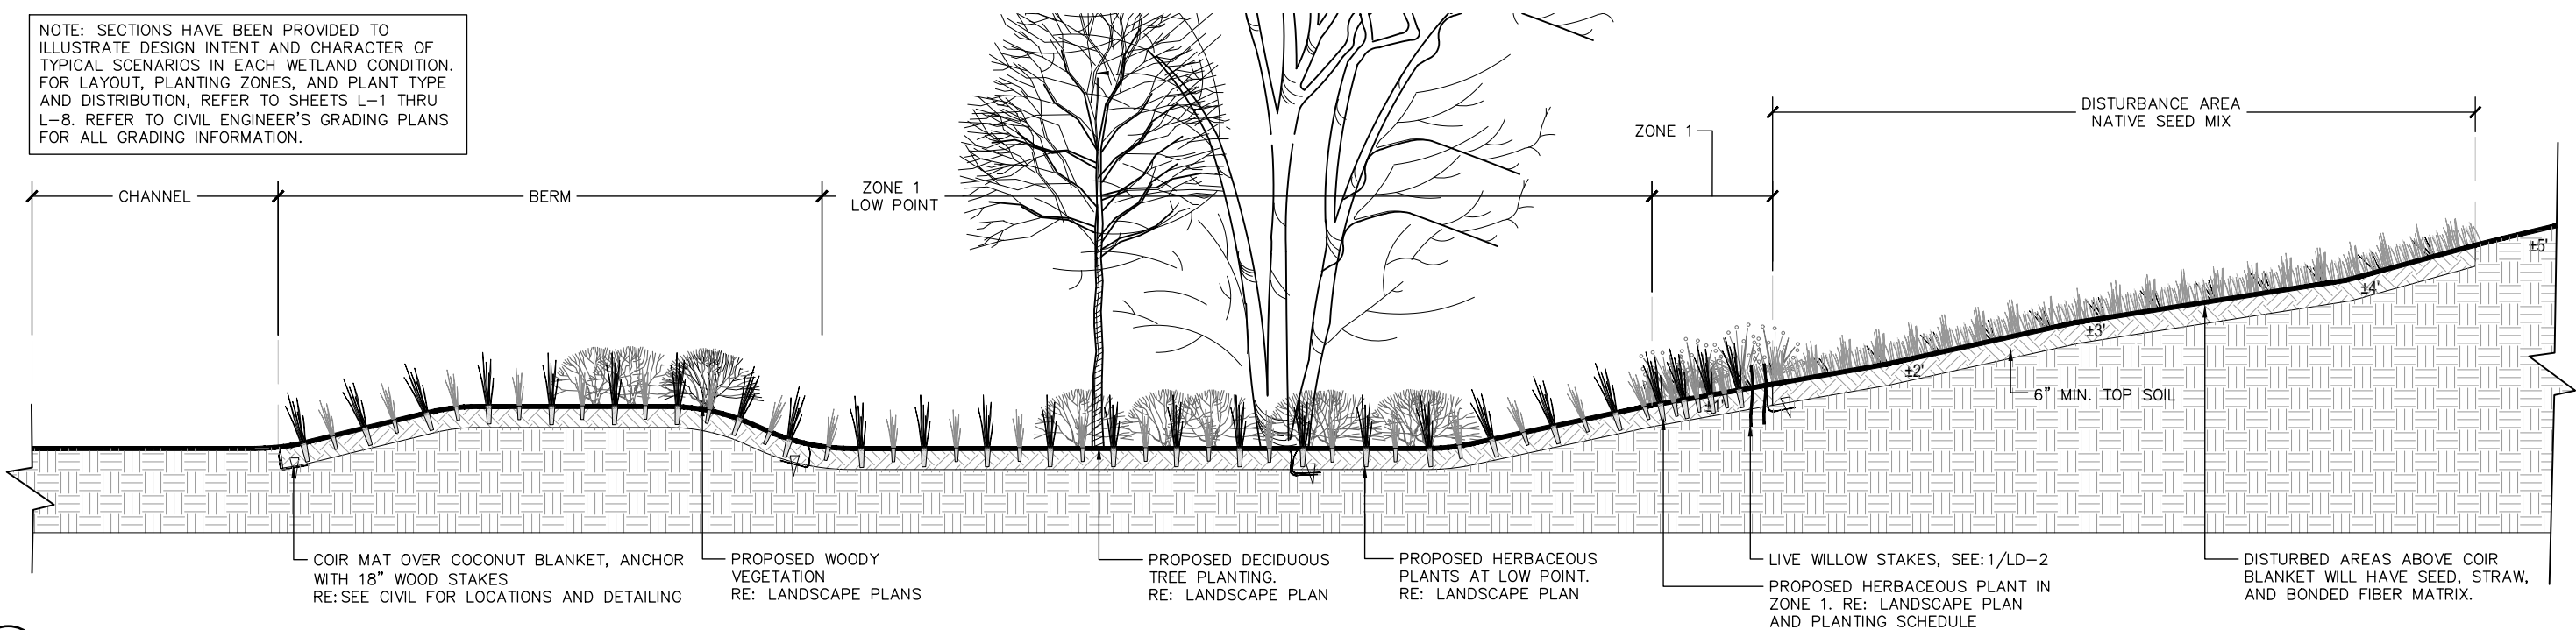 NOTE: SECTIONS HAVE BEEN PROVIDED TO
ILLUSTRATE DESIGN INTENT AND CHARACTER OF
TYPICAL SCENARIOS IN EACH WETLAND CONDITION.
FOR LAYOUT, PLANTING ZONES, AND PLANT TYPE
AND DISTRIBUTION, REFER TO SHEETS L-1 THRU
L-8. REFER TO CIVIL ENGINEER'S GRADING PLANS
FOR ALL GRADING INFORMATION.
CHANNEL
BERM
ZONE 1
LOW POINT
ZONE 1
DISTURBANCE AREA
NATIVE SEED MIX
±5'
±4'
±3'
±2'
6" MIN. TOP SOIL
COIR MAT OVER COCONUT BLANKET, ANCHOR
WITH 18" WOOD STAKES
RE:SEE CIVIL FOR LOCATIONS AND DETAILING
PROPOSED WOODY
VEGETATION
RE: LANDSCAPE PLANS
PROPOSED DECIDUOUS
TREE PLANTING.
RE: LANDSCAPE PLAN
PROPOSED HERBACEOUS
PLANTS AT LOW POINT.
RE: LANDSCAPE PLAN
LIVE WILLOW STAKES, SEE:1/LD-2
PROPOSED HERBACEOUS PLANT IN
ZONE 1. RE: LANDSCAPE PLAN
AND PLANTING SCHEDULE
DISTURBED AREAS ABOVE COIR
BLANKET WILL HAVE SEED, STRAW,
AND BONDED FIBER MATRIX.